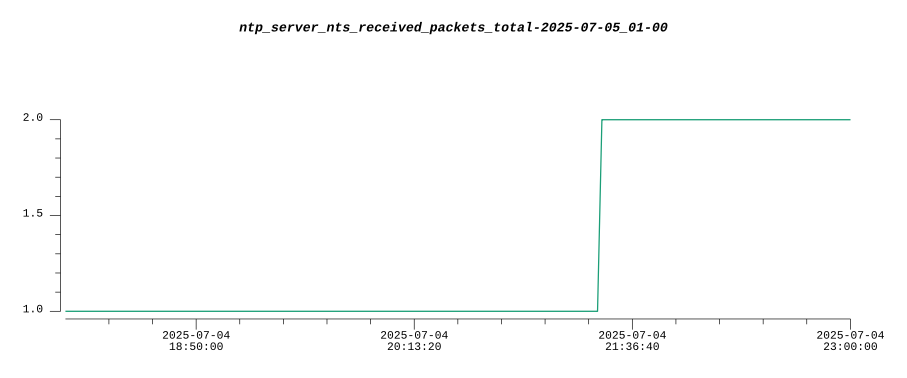 ntp_server_nts_received_packets_total-2025-07-05_01-00
2.0
1.5
1.0
2025-07-04 2025-07-04 2025-07-04 2025-07-04
18:50:00 20:13:20 21:36:40 23:00:00